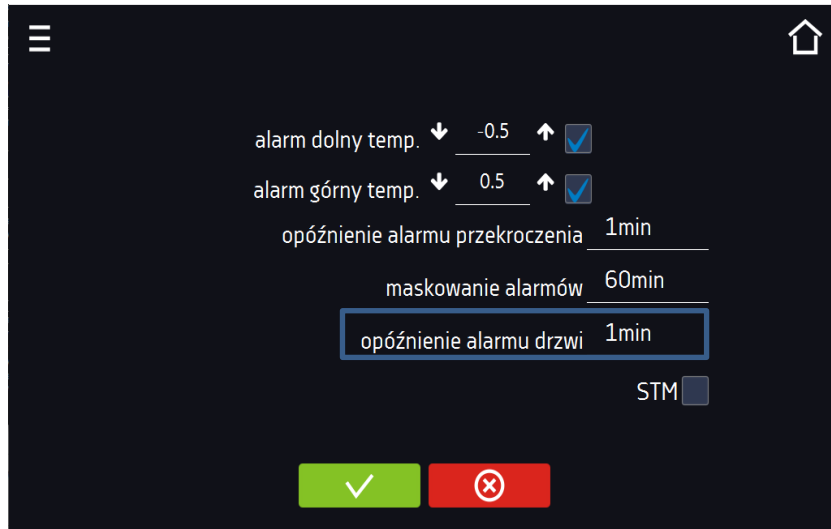 alarm dolny temp. -0.5
alarm górny temp. 0.5
opóźnienie alarmu przekroczenia 1min
maskowanie alarmów 60min
opóźnienie alarmu drzwi 1min
STM